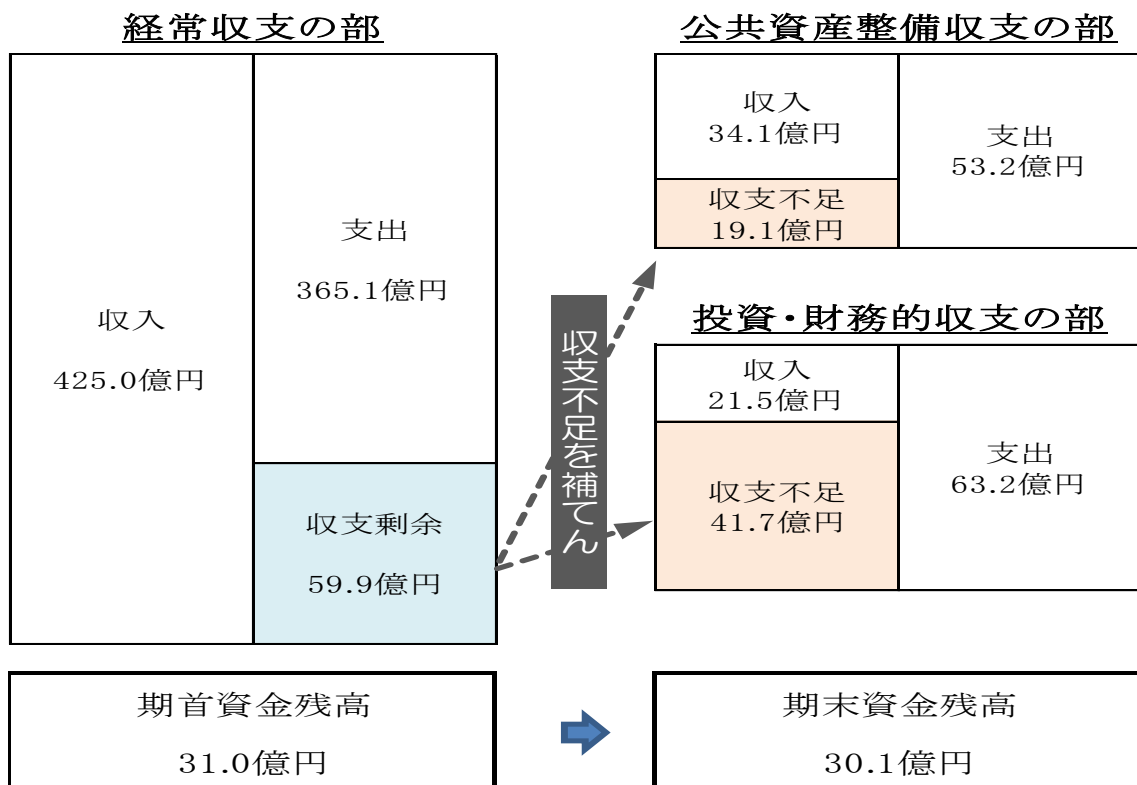 経常収支の部
収入
425.0億円
支出
365.1億円
収支剰余
59.9億円
収支不足を補てん
公共資産整備収支の部
収入
34.1億円
収支不足
19.1億円
支出
53.2億円
投資・財務的収支の部
収入
21.5億円
収支不足
41.7億円
支出
63.2億円
期首資金残高
31.0億円
期末資金残高
30.1億円